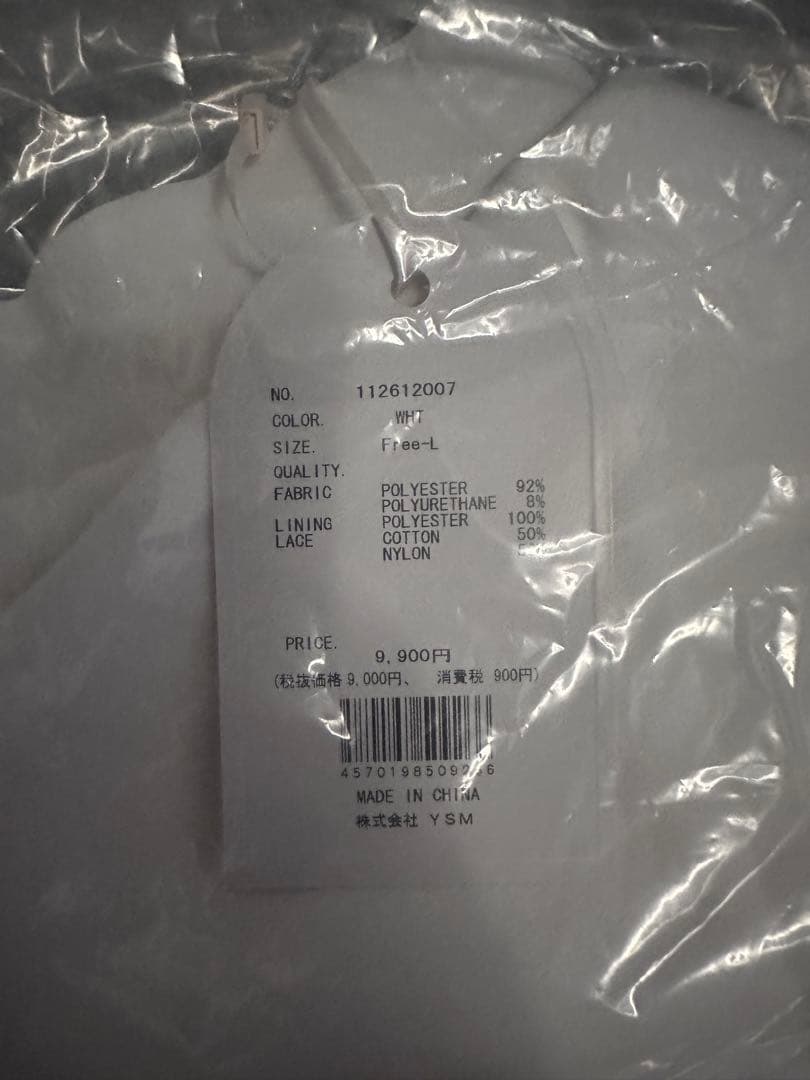 NO. 112612007
COLOR. WHT
SIZE. Free-L
QUALITY.
FABRIC POLYESTER 92%
POLYURETHANE 8%
LINING POLYESTER 100%
LACE COTTON 50%
NYLON
PRICE.
9,900円
(税抜価格 9,000円、 消費税 900円)
MADE IN CHINA
株式会社 YSM